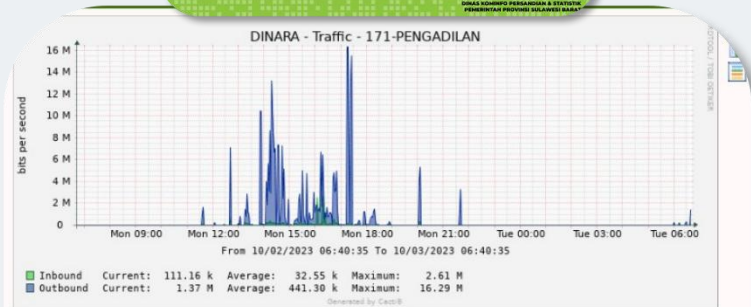 DINAS KOMINFO PERSANDIAN & STATISTIK
PEMERINTAH PROVINSI SULAWESI BARAT
DINARA - Traffic - 171-PENGADILAN
16 M
14 M
12 M
10 M
8 M
6 M
4 M
2 M
0
bits per second
Mon 09:00 Mon 12:00 Mon 15:00 Mon 18:00 Mon 21:00 Tue 00:00 Tue 03:00 Tue 06:00
From 10/02/2023 06:40:35 To 10/03/2023 06:40:35
Inbound Current: 111.16 k Average: 32.55 k Maximum: 2.61 M
Outbound Current: 1.37 M Average: 441.30 k Maximum: 16.29 M
Generated by Cacti®
/ TOBI OETIKER